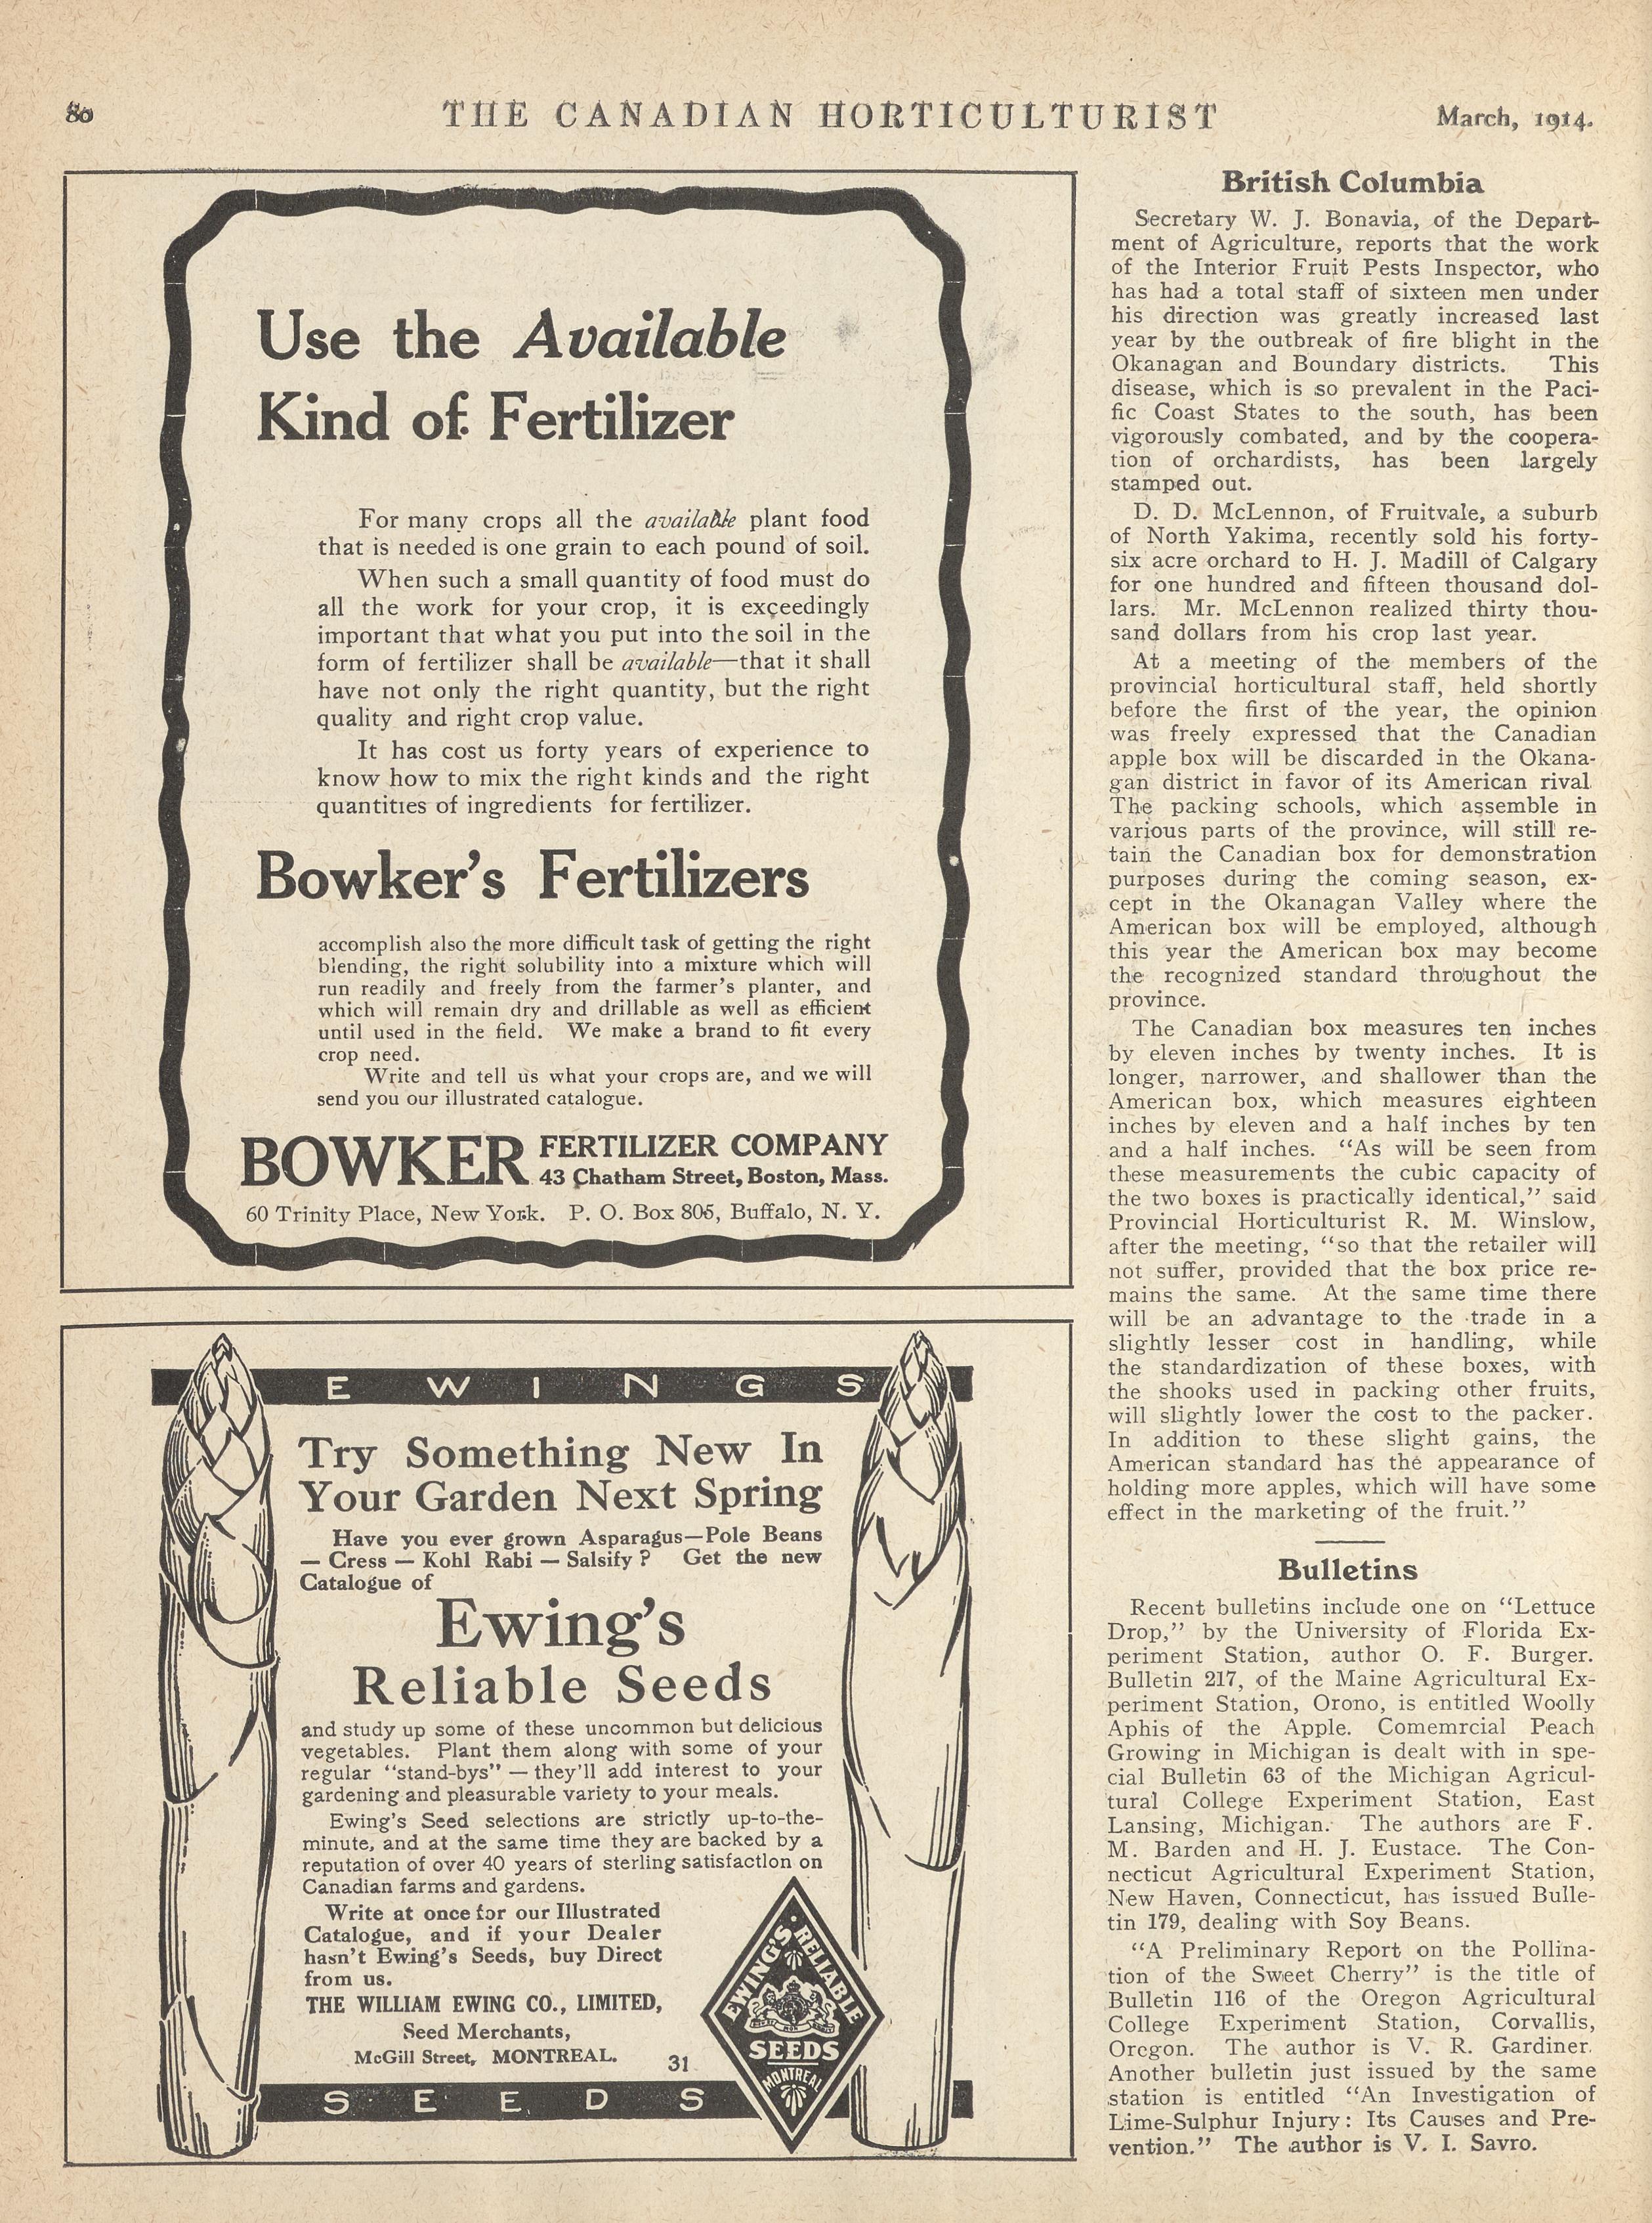 80
THE CANADIAN HORTICULTURIST
March, 1914.
Use the Available
Kind of Fertilizer
For many crops all the available plant food
that is needed is one grain to each pound of soil.
When such a small quantity of food must do
all the work for your crop, it is exceedingly
important that what you put into the soil in the
form of fertilizer shall be available—that it shall
have not only the right quantity, but the right
quality and right crop value.
It has cost us forty years of experience to
know how to mix the right kinds and the right
quantities of ingredients for fertilizer.
Bowker's Fertilizers
accomplish also the more difficult task of getting the right
blending, the right solubility into a mixture which will
run readily and freely from the farmer's planter, and
which will remain dry and drillable as well as efficient
until used in the field. We make a brand to fit every
crop need.
Write and tell us what your crops are, and we will
send you our illustrated catalogue.
BOWKER FERTILIZER COMPANY
43 Chatham Street, Boston, Mass.
60 Trinity Place, New York. P. O. Box 805, Buffalo, N. Y.
EWINGS
Try Something New In
Your Garden Next Spring
Have you ever grown Asparagus—Pole Beans
— Cress — Kohl Rabi — Salsify? Get the new
Catalogue of
Ewing's
Reliable Seeds
and study up some of these uncommon but delicious
vegetables. Plant them along with some of your
regular "stand-bys" — they'll add interest to your
gardening and pleasurable variety to your meals.
Ewing's Seed selections are strictly up-to-the-
minute, and at the same time they are backed by a
reputation of over 40 years of sterling satisfaction on
Canadian farms and gardens.
Write at once for our Illustrated
Catalogue, and if your Dealer
hasn't Ewing's Seeds, buy Direct
from us.
THE WILLIAM EWING CO., LIMITED,
Seed Merchants,
McGill Street, MONTREAL.
31
EWING'S RELIABLE
SEEDS
MONTREAL
SEEDS
British Columbia
Secretary W. J. Bonavia, of the Depart-
ment of Agriculture, reports that the work
of the Interior Fruit Pests Inspector, who
has had a total staff of sixteen men under
his direction was greatly increased last
year by the outbreak of fire blight in the
Okanagan and Boundary districts. This
disease, which is so prevalent in the Paci-
fic Coast States to the south, has been
vigorously combated, and by the coopera-
tion of orchardists, has been largely
stamped out.
D. D. McLennon, of Fruitvale, a suburb
of North Yakima, recently sold his forty-
six acre orchard to H. J. Madill of Calgary
for one hundred and fifteen thousand dol-
lars. Mr. McLennon realized thirty thou-
sand dollars from his crop last year.
At a meeting of the members of the
provincial horticultural staff, held shortly
before the first of the year, the opinion
was freely expressed that the Canadian
apple box will be discarded in the Okana-
gan district in favor of its American rival.
The packing schools, which assemble in
various parts of the province, will still re-
tain the Canadian box for demonstration
purposes during the coming season, ex-
cept in the Okanagan Valley where the
American box will be employed, although
this year the American box may become
the recognized standard throughout the
province.
The Canadian box measures ten inches
by eleven inches by twenty inches. It is
longer, narrower, and shallower than the
American box, which measures eighteen
inches by eleven and a half inches by ten
and a half inches. "As will be seen from
these measurements the cubic capacity of
the two boxes is practically identical," said
Provincial Horticulturist R. M. Winslow,
after the meeting, "so that the retailer will
not suffer, provided that the box price re-
mains the same. At the same time there
will be an advantage to the trade in a
slightly lesser cost in handling, while
the standardization of these boxes, with
the shooks used in packing other fruits,
will slightly lower the cost to the packer.
In addition to these slight gains, the
American standard has the appearance of
holding more apples, which will have some
effect in the marketing of the fruit."
Bulletins
Recent bulletins include one on "Lettuce
Drop," by the University of Florida Ex-
periment Station, author O. F. Burger.
Bulletin 217, of the Maine Agricultural Ex-
periment Station, Orono, is entitled Woolly
Aphis of the Apple. Comemrcial Peach
Growing in Michigan is dealt with in spe-
cial Bulletin 63 of the Michigan Agricul-
tural College Experiment Station, East
Lansing, Michigan. The authors are F.
M. Barden and H. J. Eustace. The Con-
necticut Agricultural Experiment Station,
New Haven, Connecticut, has issued Bulle-
tin 179, dealing with Soy Beans.
"A Preliminary Report on the Pollina-
tion of the Sweet Cherry" is the title of
Bulletin 116 of the Oregon Agricultural
College Experiment Station, Corvallis,
Oregon. The author is V. R. Gardiner.
Another bulletin just issued by the same
station is entitled "An Investigation of
Lime-Sulphur Injury: Its Causes and Pre-
vention." The author is V. I. Savro.